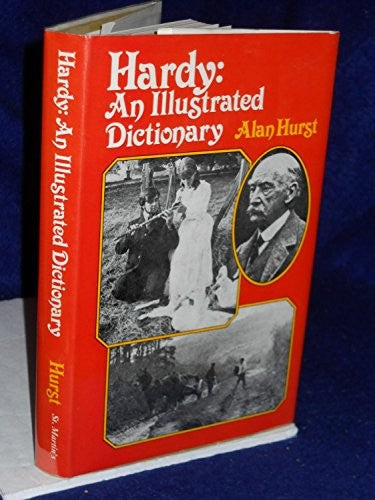 Hardy:
An Illustrated
Dictionary Alan Hurst
Hardy: An Illustrated Dictionary Hurst St. Martin's